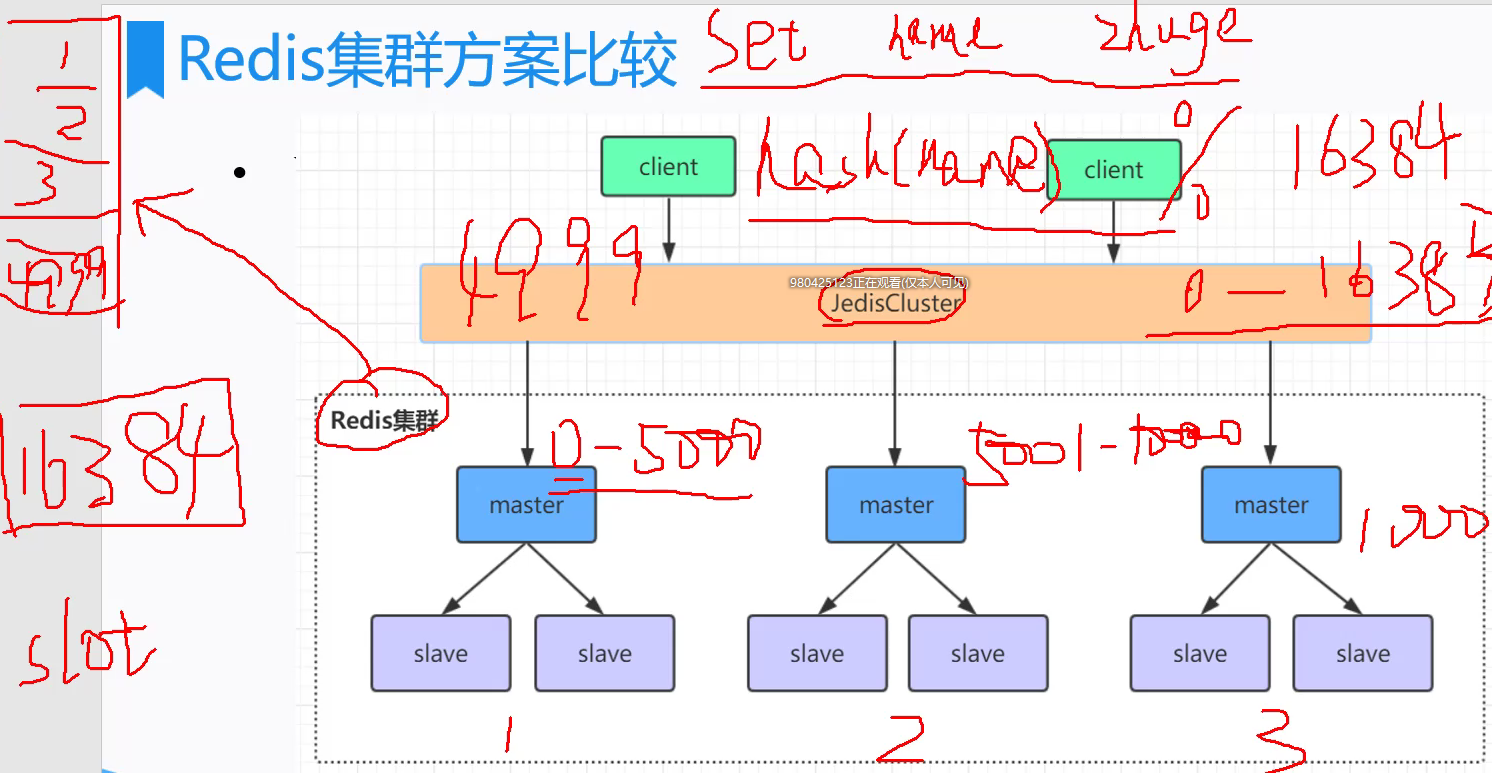 Redis集群方案比较
set name zhuge
1
2
3
client
hash(name)
client
%
16384
4999
4999
980425123正在观看(仅本人可见)
JedisCluster
0—1638
16384
Redis集群
0-5000
5001-10000
master
master
master
slot
slave
slave
slave
slave
slave
slave
1
2
3